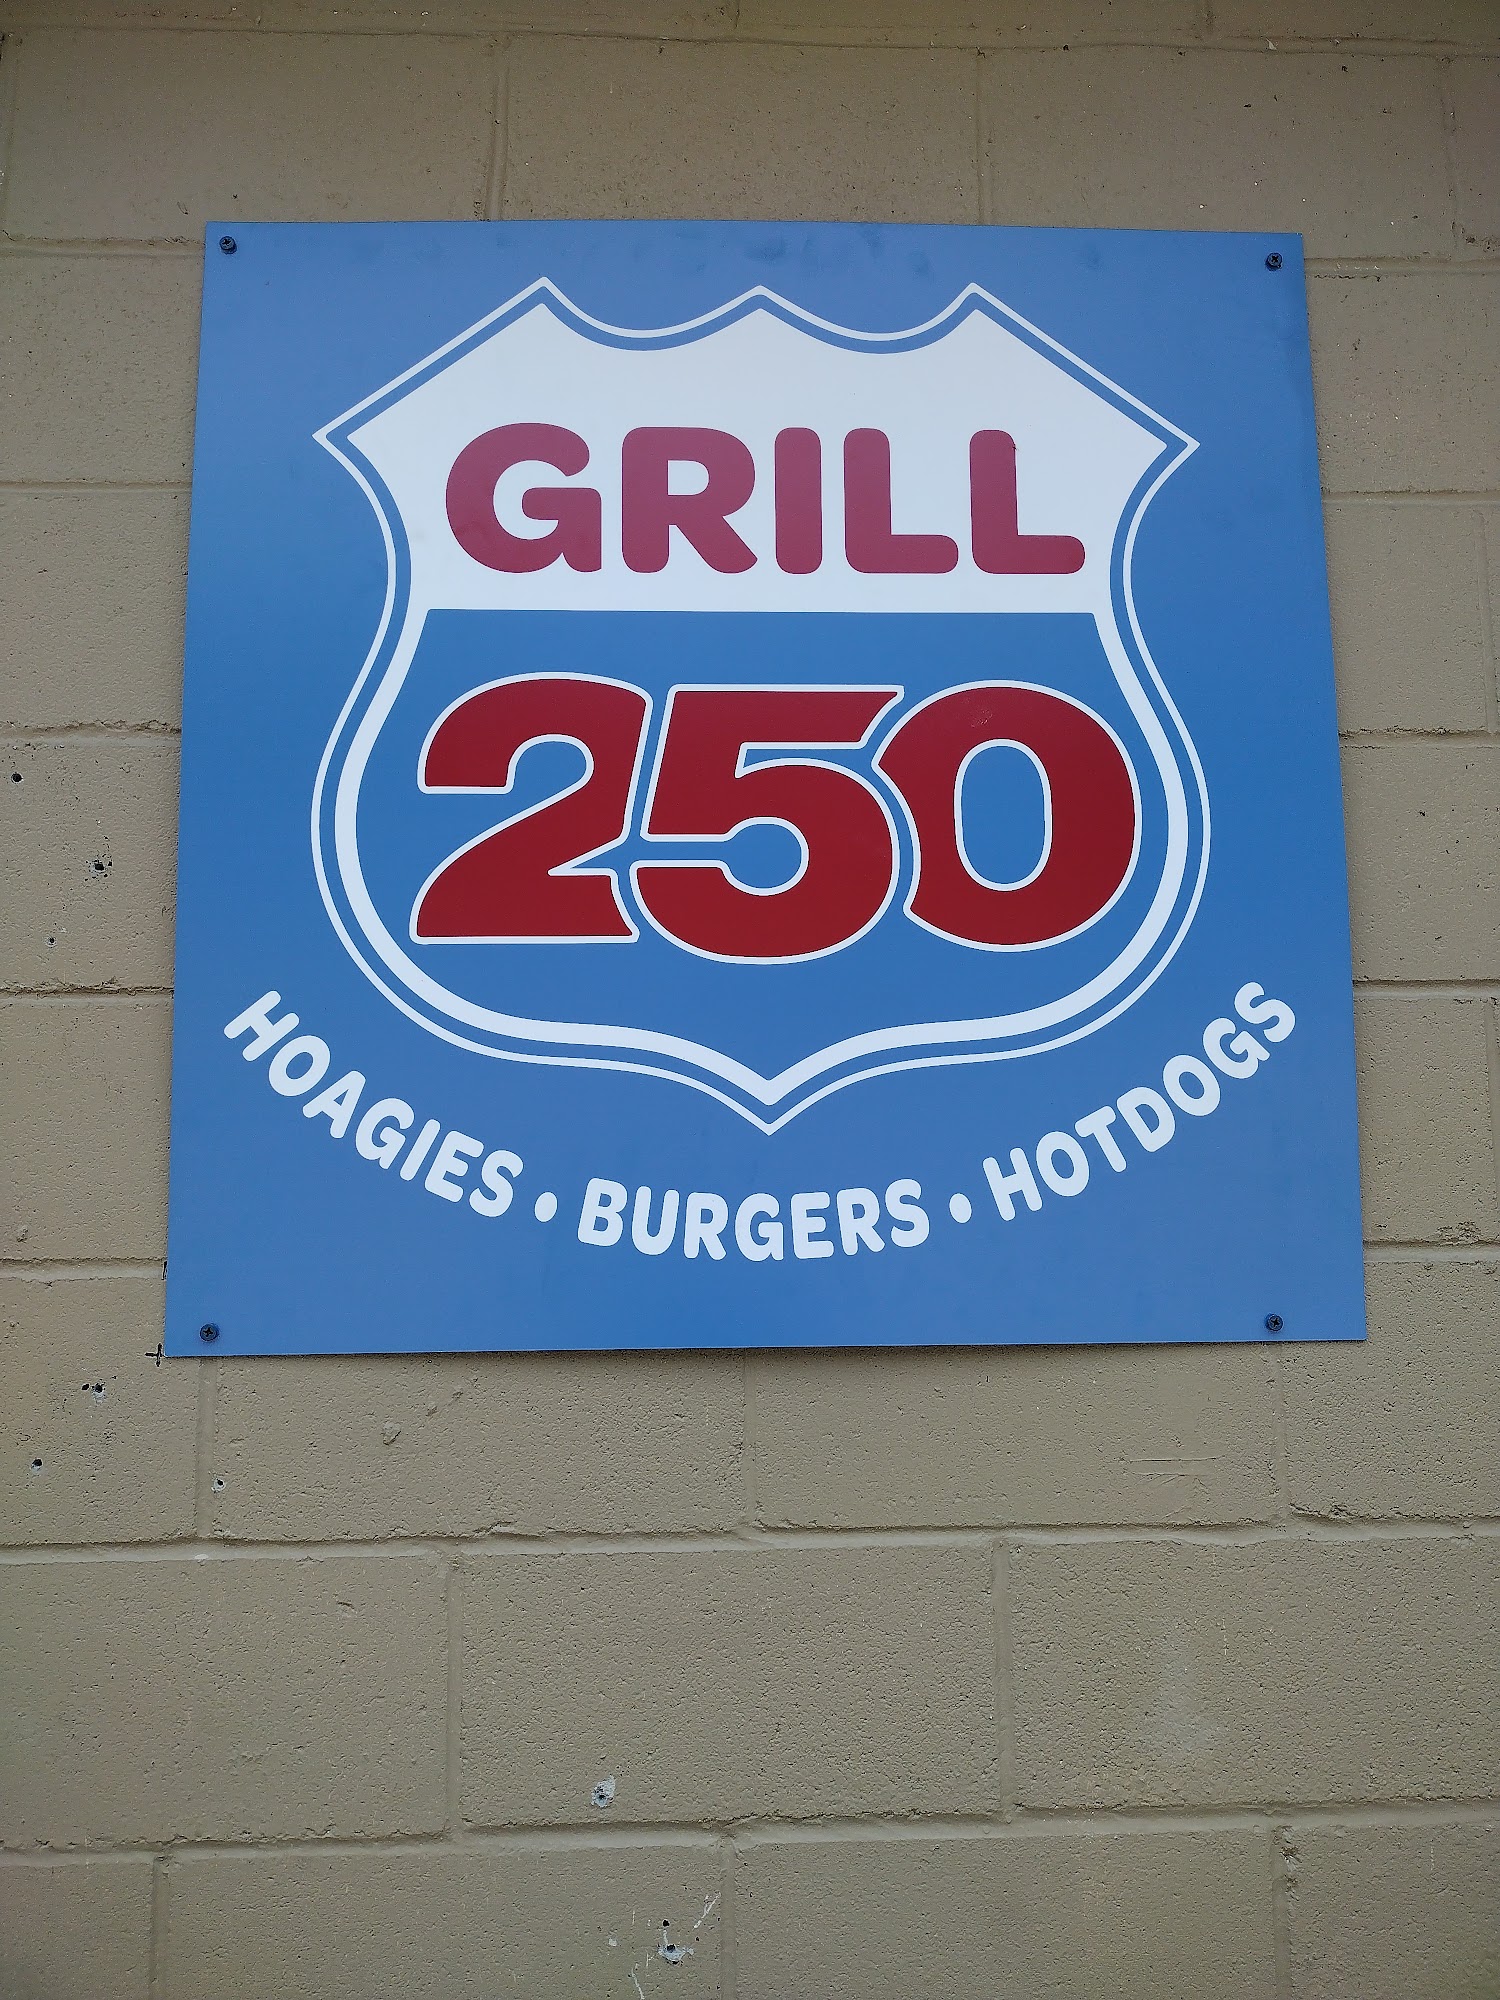 GRILL
250
HOAGIES • BURGERS • HOTDOGS